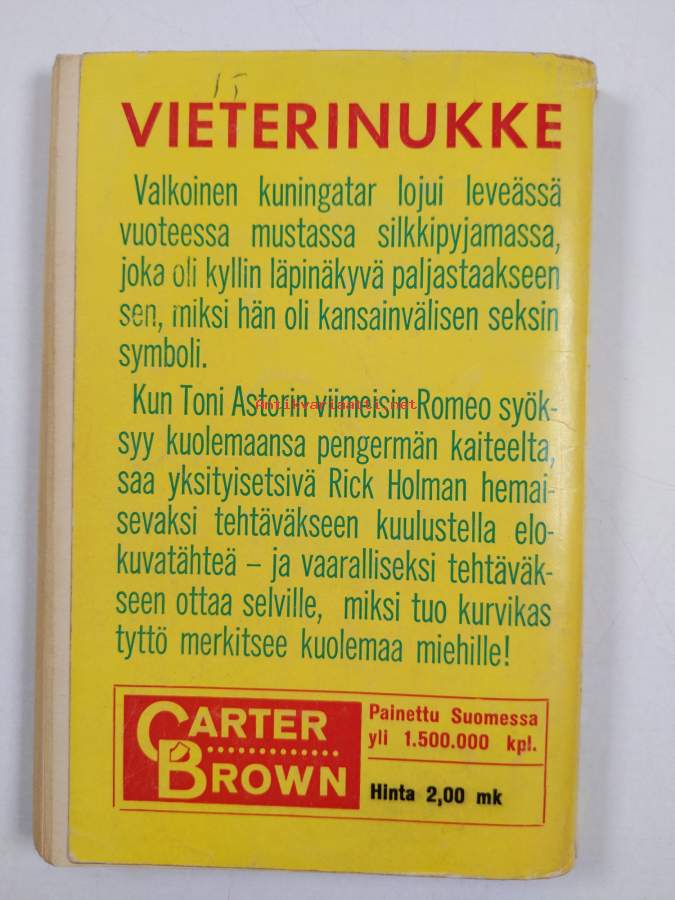 15
VIETERINUKKE
Valkoinen kuningatar lojui leveässä
vuoteessa mustassa silkkipyjamassa,
joka oli kyllin läpinäkyvä paljastaakseen
sen, miksi hän oli kansainvälisen seksin
symboli.
Kun Toni Astorin viimeisin Romeo syök-
Antikvariaatti.net
syy kuolemaansa pengermän kaiteelta,
saa yksityisetsivä Rick Holman hemai-
sevaksi tehtäväkseen kuulustella elo-
kuvatähteä – ja vaaralliseksi tehtäväk-
seen ottaa selville, miksi tuo kurvikas
tyttö merkitsee kuolemaa miehille!
CARTER
BROWN
Painettu Suomessa
yli 1.500.000 kpl.
Hinta 2,00 mk